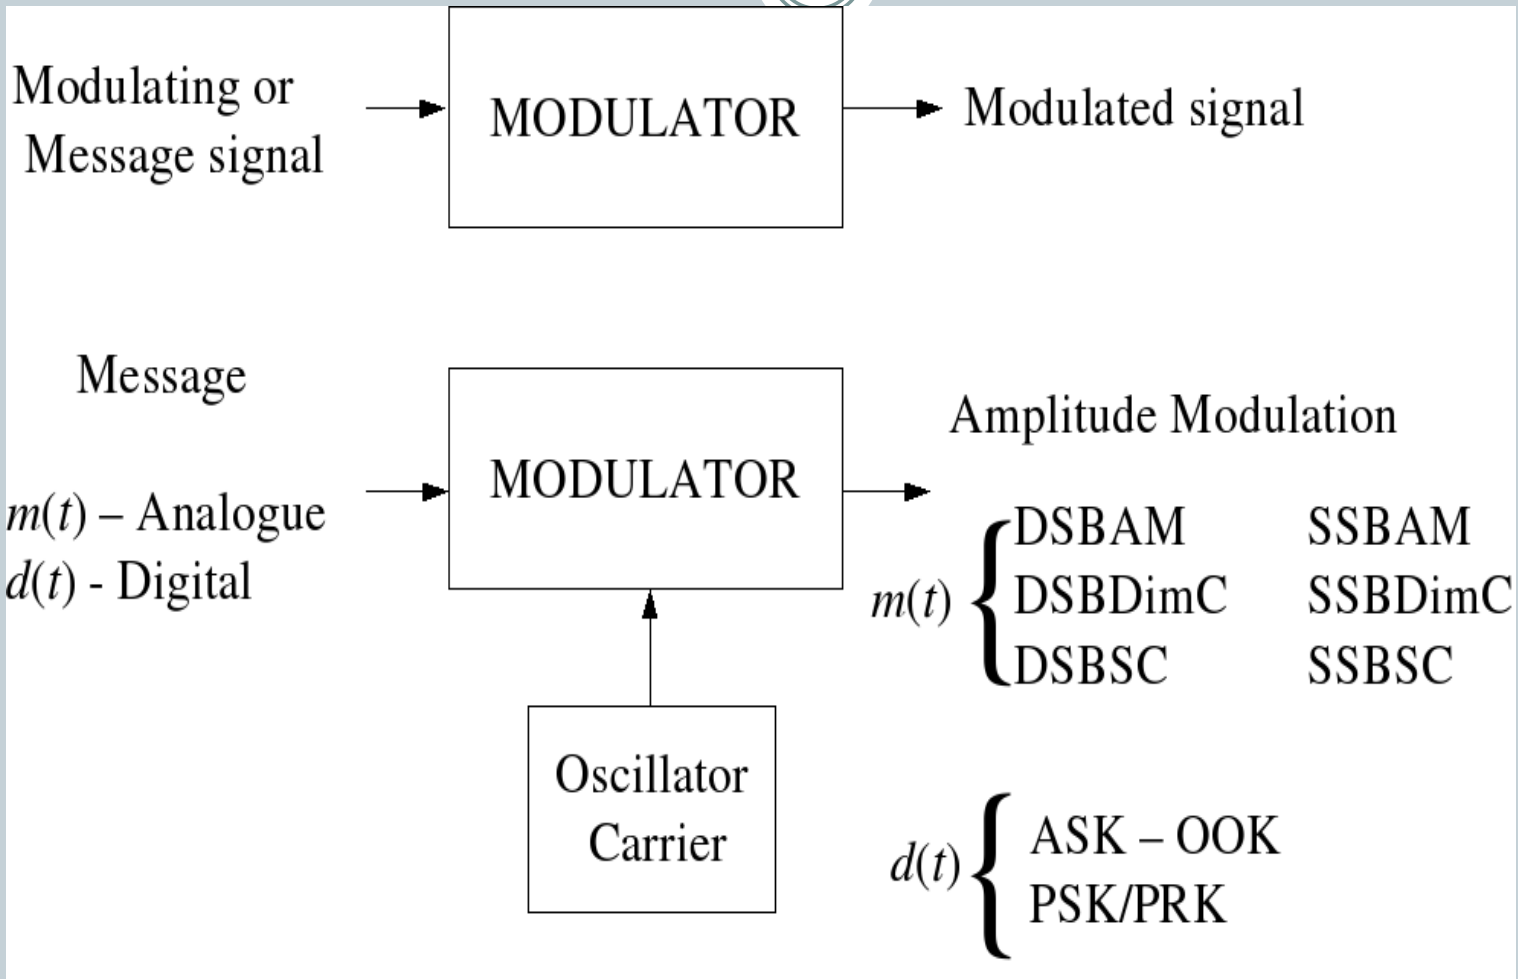 Modulating or
Message signal
MODULATOR
Modulated signal
Message
m(t) – Analogue
d(t) - Digital
MODULATOR
Oscillator
Carrier
Amplitude Modulation
m(t)
DSBAM SSBAM
DSBDimC SSBDimC
DSBSC SSBSC
d(t)
ASK – OOK
PSK/PRK